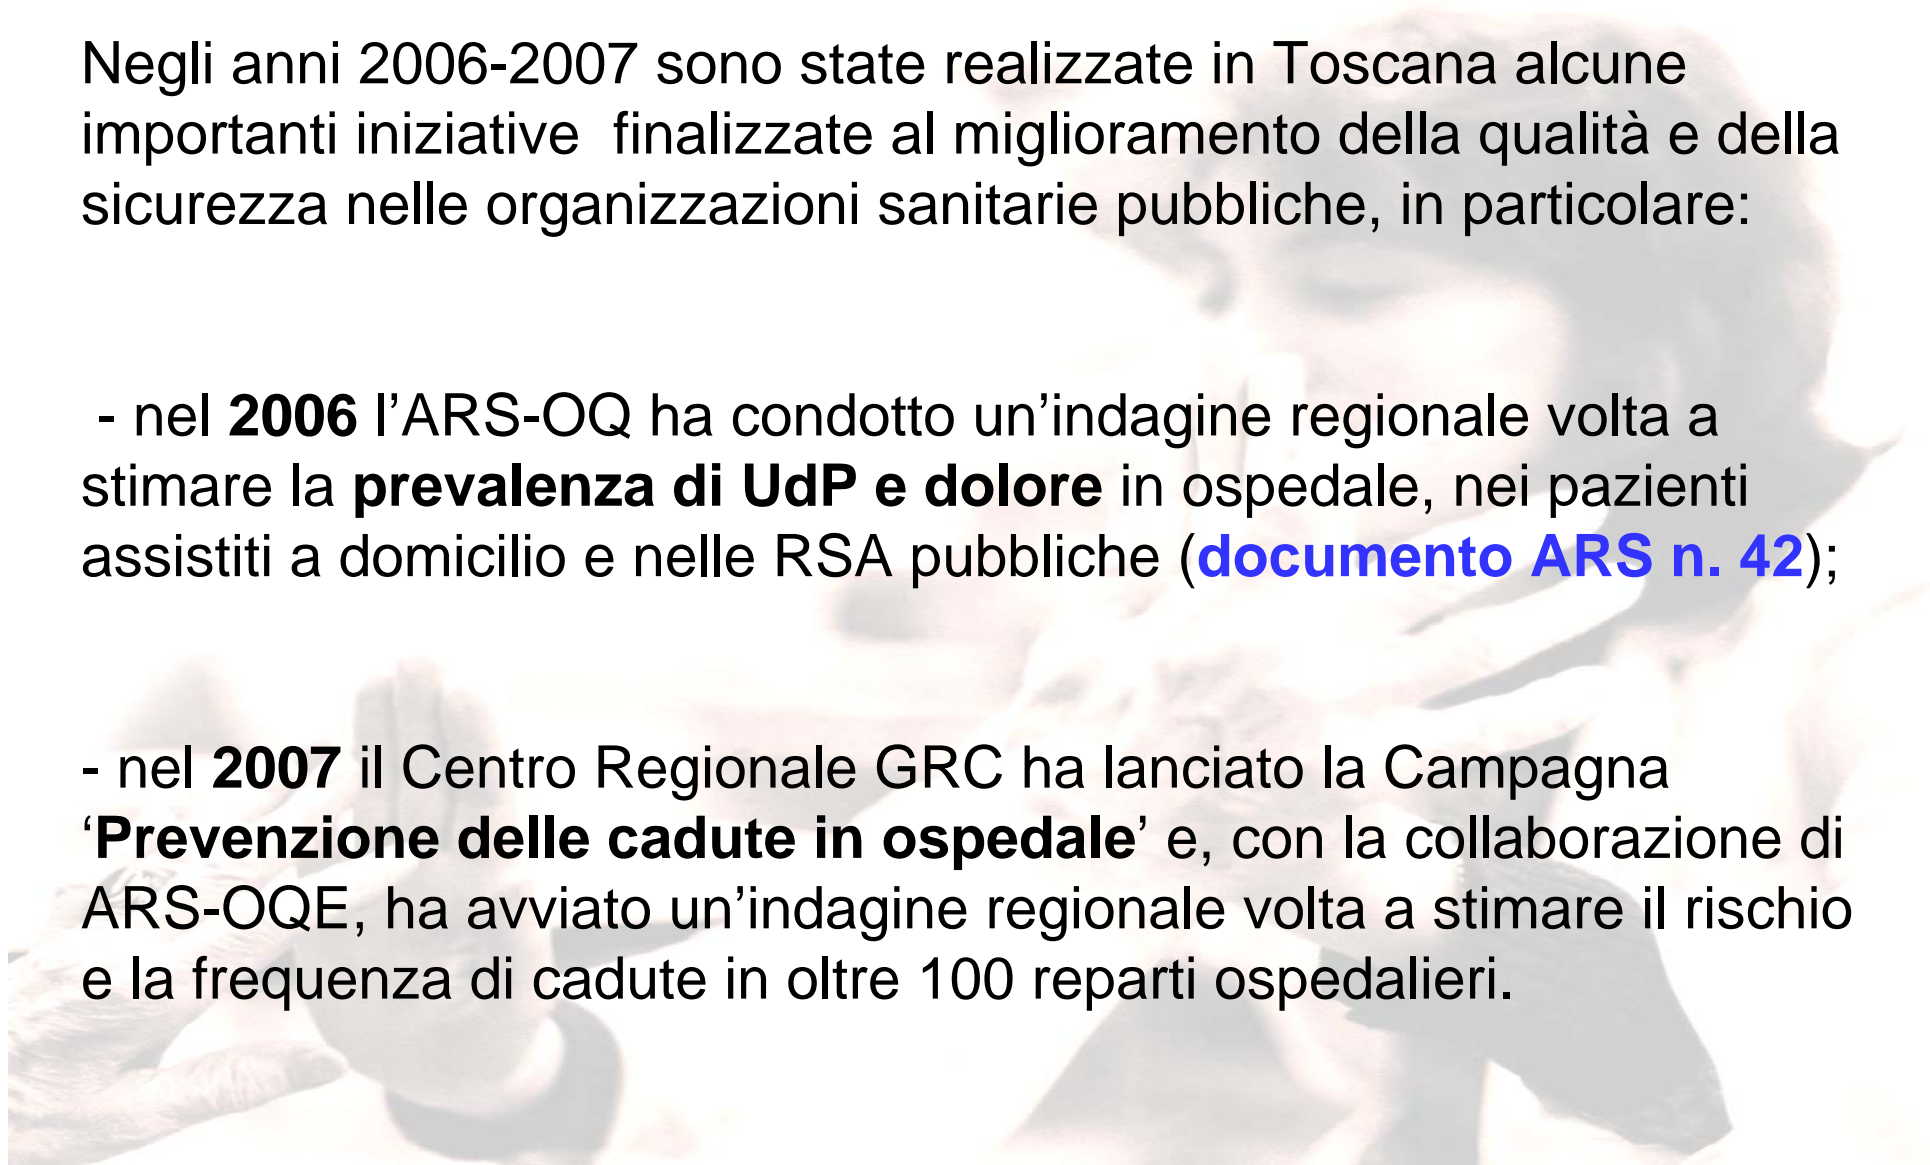 Negli anni 2006-2007 sono state realizzate in Toscana alcune
importanti iniziative  finalizzate al miglioramento della qualità e della
sicurezza nelle organizzazioni sanitarie pubbliche, in particolare:
- nel 2006 l’ARS-OQ ha condotto un’indagine regionale volta a
stimare la prevalenza di UdP e dolore in ospedale, nei pazienti
assistiti a domicilio e nelle RSA pubbliche (documento ARS n. 42);
- nel 2007 il Centro Regionale GRC ha lanciato la Campagna
‘Prevenzione delle cadute in ospedale’ e, con la collaborazione di
ARS-OQE, ha avviato un’indagine regionale volta a stimare il rischio
e la frequenza di cadute in oltre 100 reparti ospedalieri.